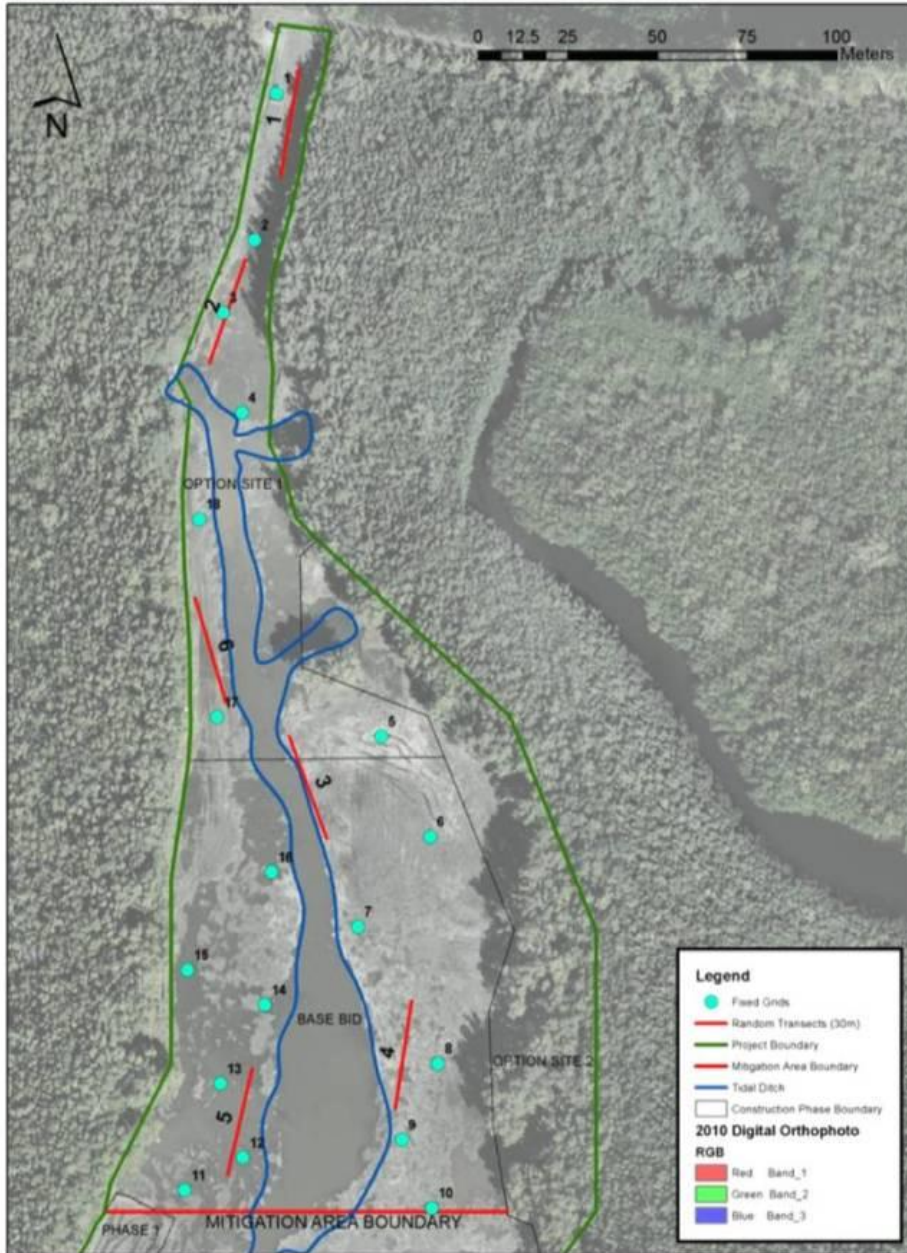 0 12.5 25 50 75 100
Meters
N
1
1
2
3
2
4
OPTION SITE 1
18
6
17
5
3
6
16
7
15
14
BASE BID
4
8
OPTION SITE 2
13
5
9
12
11
10
PHASE 1
MITIGATION AREA BOUNDARY
Legend
Fixed Grids
Random Transects (30m)
Project Boundary
Mitigation Area Boundary
Tidal Ditch
Construction Phase Boundary
2010 Digital Orthophoto
RGB
Red Band_1
Green Band_2
Blue Band_3